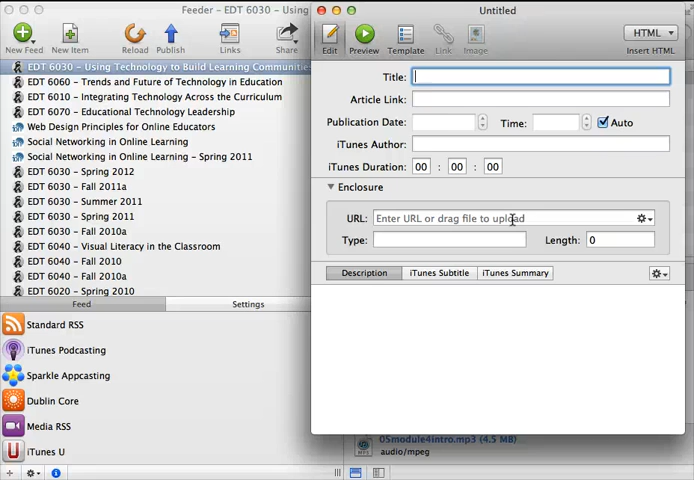 Feeder - EDT 6030 - Using
New Feed
New Item
Reload
Publish
Links
Share
EDT 6030 - Using Technology to Build Learning Communities
EDT 6060 - Trends and Future of Technology in Education
EDT 6010 - Integrating Technology Across the Curriculum
EDT 6070 - Educational Technology Leadership
Web Design Principles for Online Educators
Social Networking in Online Learning
Social Networking in Online Learning - Spring 2011
EDT 6030 - Spring 2012
EDT 6030 - Fall 2011a
EDT 6030 - Summer 2011
EDT 6030 - Spring 2011
EDT 6040 - Visual Literacy in the Classroom
EDT 6040 - Fall 2010
EDT 6040 - Fall 2010a
EDT 6020 - Spring 2010
Feed
Settings
Standard RSS
iTunes Podcasting
Sparkle Appcasting
Dublin Core
Media RSS
iTunes U
Untitled
Edit
Preview
Template
Link
Image
HTML
Insert HTML
Title:
Article Link:
Publication Date:
Time:
Auto
iTunes Author:
iTunes Duration: 00 : 00 : 00
Enclosure
URL: Enter URL or drag file to upload
Type:
Length: 0
Description
iTunes Subtitle
iTunes Summary
05module4intro.mp3 (4.5 MB)
audio/mpeg